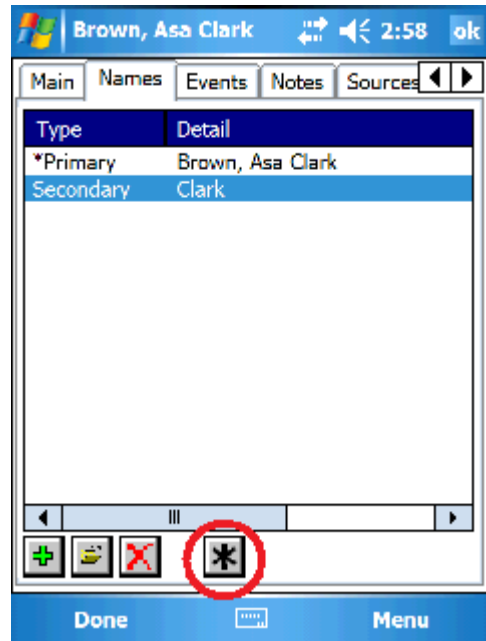 Brown, Asa Clark 2:58 ok
Main Names Events Notes Sources
Type Detail
*Primary Brown, Asa Clark
Secondary Clark
*
Done Menu